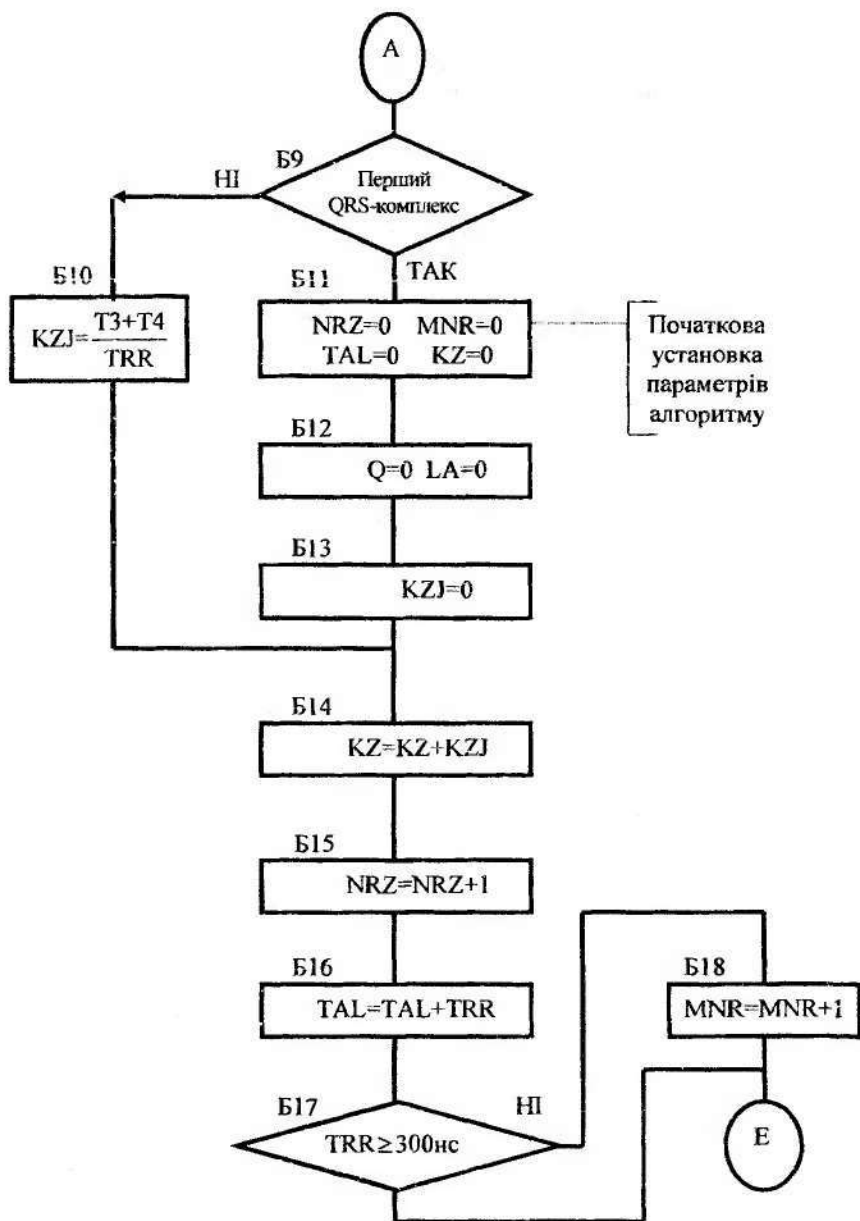 А
Б9
НІ
Перший
QRS-комплекс
ТАК
Б10
KZJ=
T3+T4
TRR
Б11
NRZ=0 MNR=0
TAL=0 KZ=0
Початкова
установка
параметрів
алгоритму
Б12
Q=0 LA=0
Б13
KZJ=0
Б14
KZ=KZ+KZJ
Б15
NRZ=NRZ+1
Б16
TAL=TAL+TRR
Б18
MNR=MNR+1
Б17
НІ
TRR≥300нс
Е